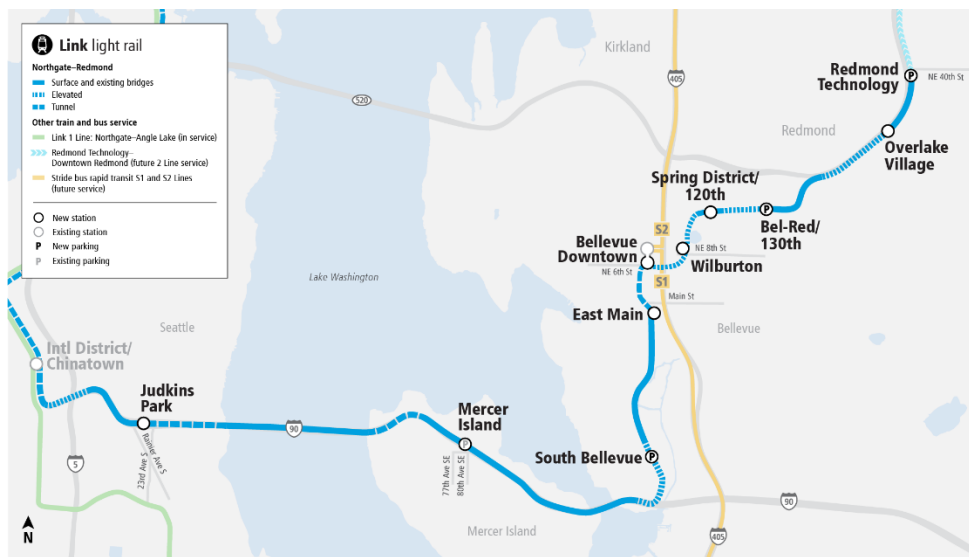 Link light rail
Northgate–Redmond
Surface and existing bridges
Elevated
Tunnel
Other train and bus service
Link 1 Line: Northgate–Angle Lake (in service)
Redmond Technology–
Downtown Redmond (future 2 Line service)
Stride bus rapid transit S1 and S2 Lines
(future service)
New station
Existing station
P New parking
P Existing parking
Kirkland
405
520
Redmond
Technology
P
NE 40th St
Redmond
Overlake
Village
Spring District/
120th
P
Bel-Red/
130th
S2
Bellevue
Downtown
NE 8th St
Wilburton
NE 6th St
S1
Main St
East Main
Bellevue
Lake Washington
Seattle
Intl District/
Chinatown
Judkins
Park
Mercer
Island
P
90
Rainier Ave S
23rd Ave S
77th Ave SE
80th Ave SE
South Bellevue
P
5
90
Mercer Island
405
N